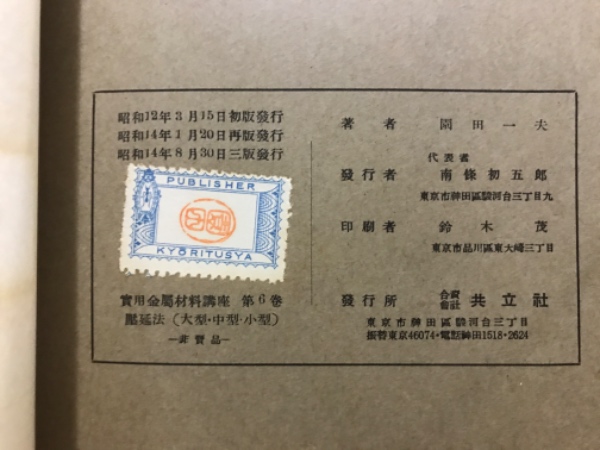 昭和12年3月15日初版發行
昭和14年1月20日再版發行
昭和14年8月30日三版發行
PUBLISHER
KYŌRITUSYA
實用金屬材料講座 第6卷
壓延法（大型・中型・小型）
—非賣品—
著者 園田一夫
代表者
發行者 南條初五郎
東京市神田區駿河台三丁目九
印刷者 鈴木茂
東京市品川區東大崎三丁目
發行所 合資會社 共立社
東京市神田區駿河台三丁目
振替東京46074・電話神田1518・2624